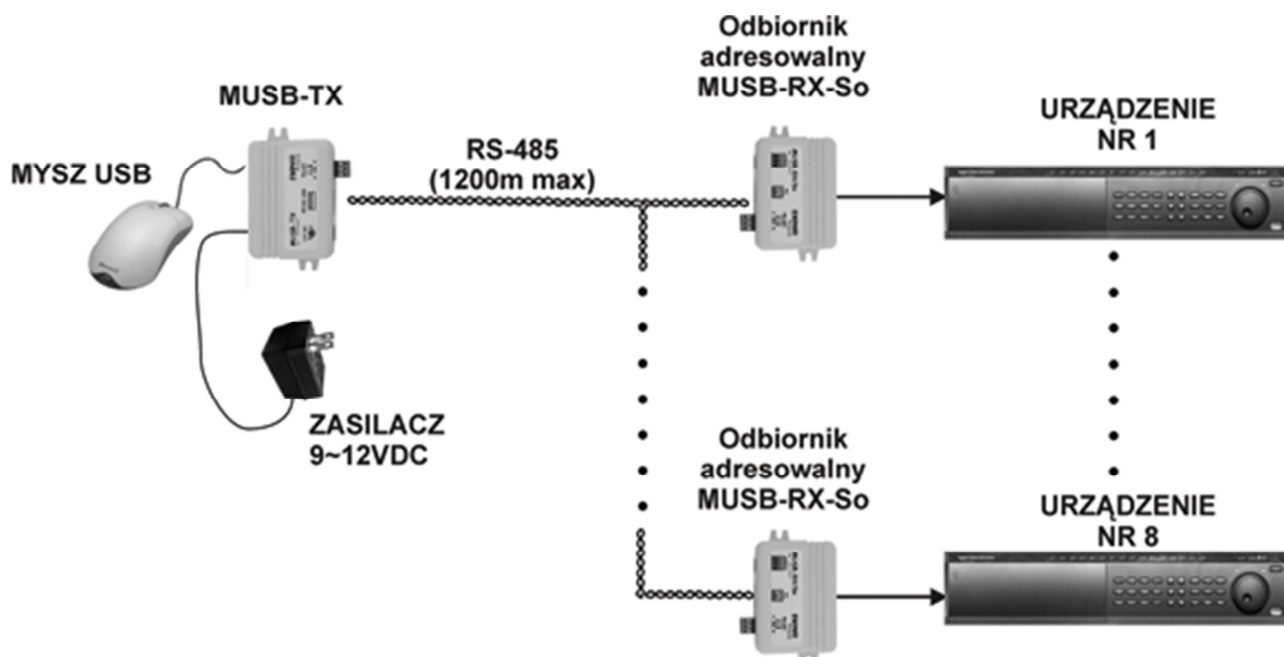 Odbiornik
adresowalny
MUSB-RX-So
MUSB-TX
URZĄDZENIE
NR 1
RS-485
(1200m max)
MYSZ USB
ZASILACZ
9~12VDC
Odbiornik
adresowalny
MUSB-RX-So
URZĄDZENIE
NR 8